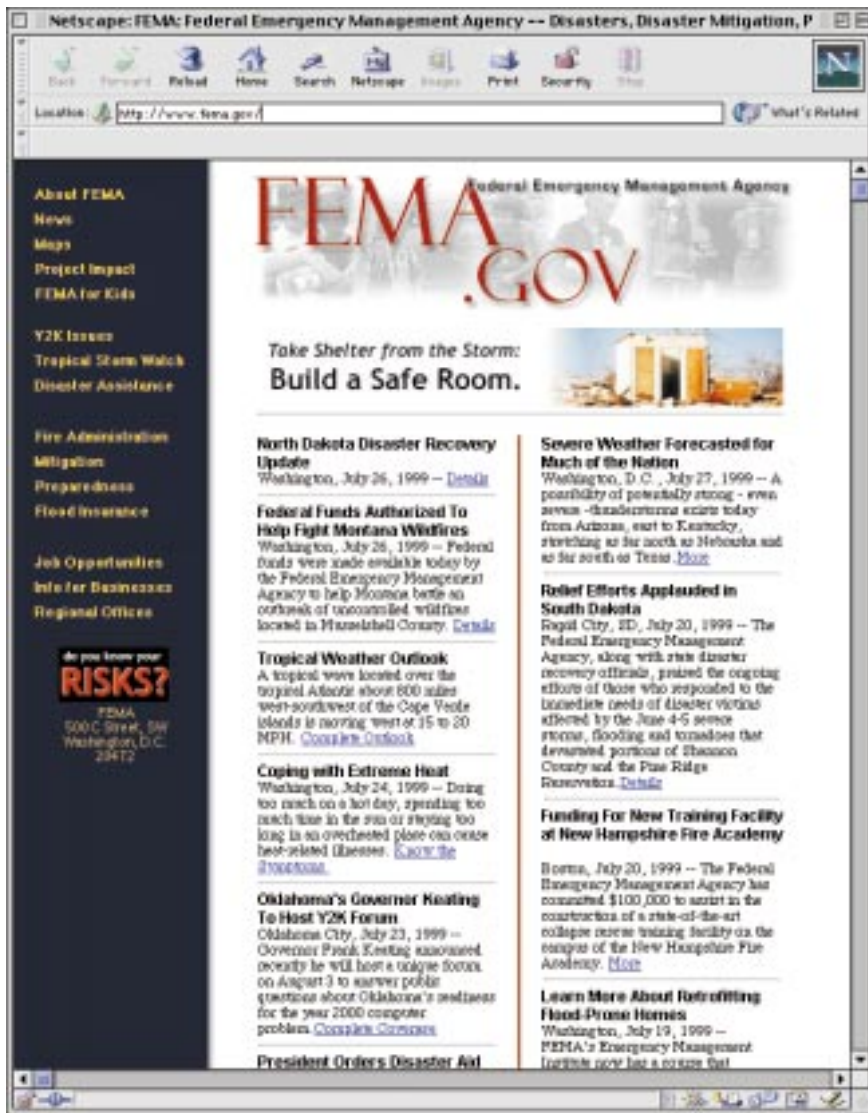 Netscape: FEMA: Federal Emergency Management Agency -- Disasters, Disaster Mitigation, P
Back Forward Reload Home Search Netscape Images Print Security Stop
Location: http://www.fema.gov/ What's Related
About FEMA
News
Maps
Project Impact
FEMA for Kids
Y2K Issues
Tropical Storm Watch
Disaster Assistance
Fire Administration
Mitigation
Preparedness
Flood Insurance
Job Opportunities
Info for Businesses
Regional Offices
do you know your
RISKS?
FEMA
500 C Street, SW
Washington, D.C.
20472
Federal Emergency Management Agency
FEMA
.GOV
Take Shelter from the Storm:
Build a Safe Room.
North Dakota Disaster Recovery
Update
Washington, July 26, 1999 -- Details
Federal Funds Authorized To
Help Fight Montana Wildfires
Washington, July 26, 1999 -- Federal
funds were made available today by
the Federal Emergency Management
Agency to help Montana battle an
outbreak of uncontrolled wildfires
located in Musselshell County. Details
Tropical Weather Outlook
A tropical wave located over the
tropical Atlantic about 800 miles
west-southwest of the Cape Verde
islands is moving west at 15 to 20
MPH. Complete Outlook
Coping with Extreme Heat
Washington, July 24, 1999 -- Doing
too much on a hot day, spending too
much time in the sun or staying too
long in an overheated place can cause
heat-related illnesses. Know the
Symptoms.
Oklahoma's Governor Keating
To Host Y2K Forum
Oklahoma City, July 23, 1999 --
Governor Frank Keating announced
recently he will host a unique forum
on August 3 to answer public
questions about Oklahoma's readiness
for the year 2000 computer
problem. Complete Coverage
President Orders Disaster Aid
Severe Weather Forecasted for
Much of the Nation
Washington, D.C., July 27, 1999 -- A
possibility of potentially strong - even
severe -thunderstorms exists today
from Arizona, east to Kentucky,
stretching as far north as Nebraska and
as far south as Texas. More
Relief Efforts Applauded in
South Dakota
Rapid City, SD, July 20, 1999 -- The
Federal Emergency Management
Agency, along with state disaster
recovery officials, praised the ongoing
efforts of those who responded to the
immediate needs of disaster victims
affected by the June 4-5 severe
storms, flooding and tornadoes that
devastated portions of Shannon
County and the Pine Ridge
Reservation. Details
Funding For New Training Facility
at New Hampshire Fire Academy
Boston, July 20, 1999 -- The Federal
Emergency Management Agency has
committed $100,000 to assist in the
construction of a state-of-the-art
collapse rescue training facility on the
campus of the New Hampshire Fire
Academy. More
Learn More About Retrofitting
Flood-Prone Homes
Washington, July 19, 1999 --
FEMA's Emergency Management
Institute now has a course that